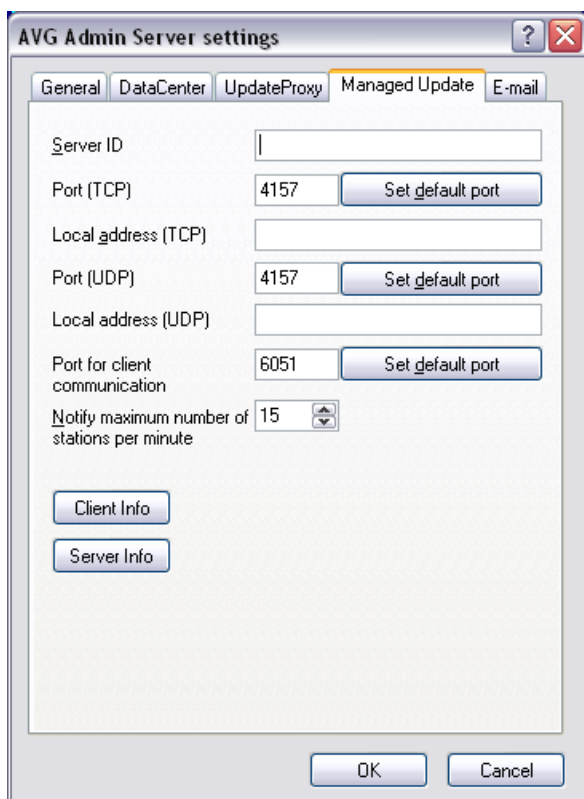 AVG Admin Server settings
?
General DataCenter UpdateProxy Managed Update E-mail
Server ID
Port (TCP) 4157 Set default port
Local address (TCP)
Port (UDP) 4157 Set default port
Local address (UDP)
Port for client
communication 6051 Set default port
Notify maximum number of
stations per minute 15
Client Info
Server Info
OK Cancel